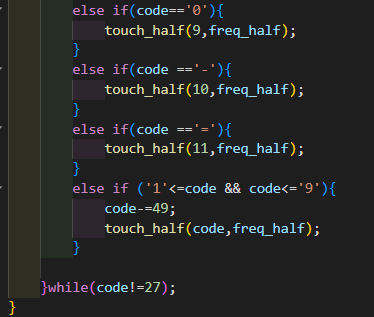 else if(code=='0'){
touch_half(9,freq_half);
}
else if(code =='-'){
touch_half(10,freq_half);
}
else if(code =='='){
touch_half(11,freq_half);
}
else if ('1'<=code && code<='9'){
code-=49;
touch_half(code,freq_half);
}
}while(code!=27);
}